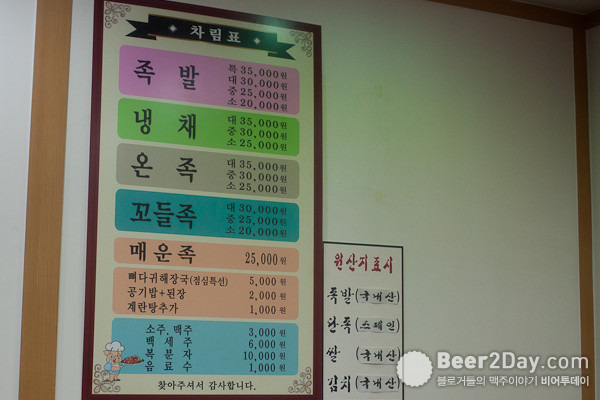 차림표
족 발
특 35,000원
대 30,000원
중 25,000원
소 20,000원
냉 채
대 35,000원
중 30,000원
소 25,000원
온 족
대 35,000원
중 30,000원
소 25,000원
꼬들족
대 30,000원
중 25,000원
소 20,000원
매운족 25,000원
뼈다귀해장국(점심특선) 5,000원
공기밥+된장 2,000원
계란탕추가 1,000원
소주, 맥주 3,000원
백 세 주 6,000원
복 분 자 10,000원
음 료 수 1,000원
찾아주셔서 감사합니다.
원산지표시
족발(국내산)
단족(스페인)
쌀 (국내산)
김치(국내산)
Beer2Day.com
블로거들의 맥주이야기 비어투데이